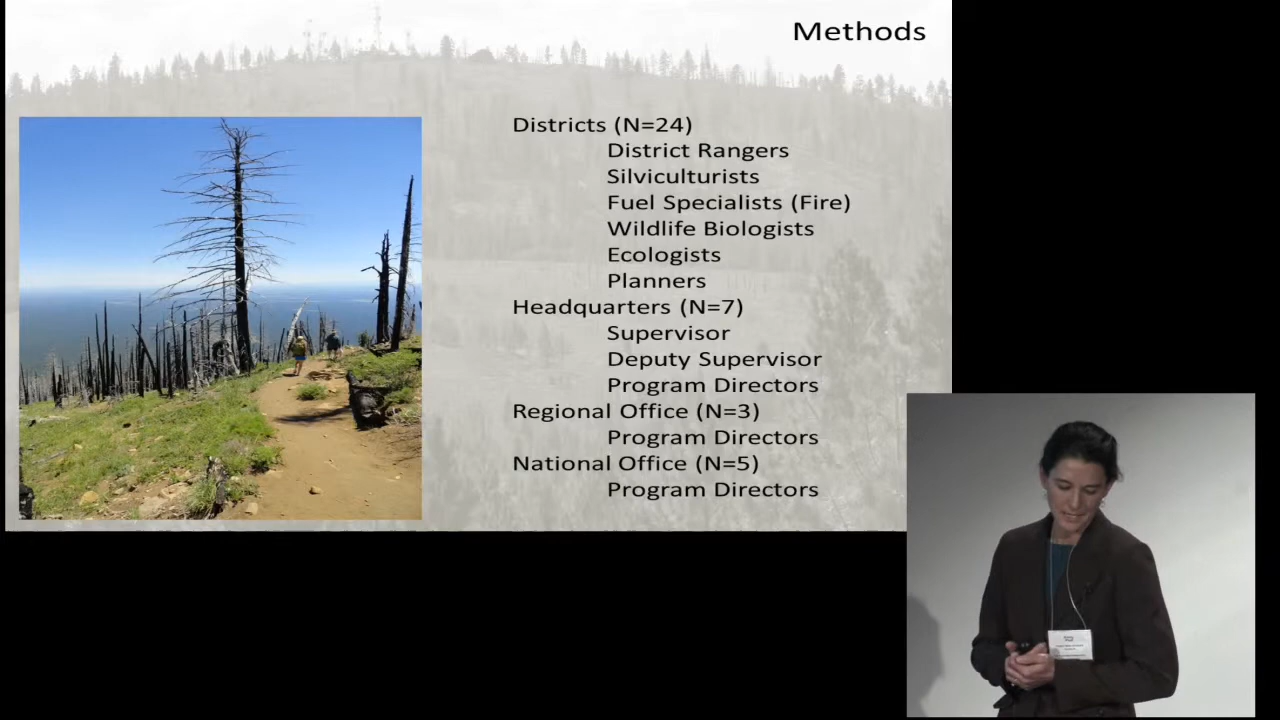 Methods
Districts (N=24)
District Rangers
Silviculturists
Fuel Specialists (Fire)
Wildlife Biologists
Ecologists
Planners
Headquarters (N=7)
Supervisor
Deputy Supervisor
Program Directors
Regional Office (N=3)
Program Directors
National Office (N=5)
Program Directors